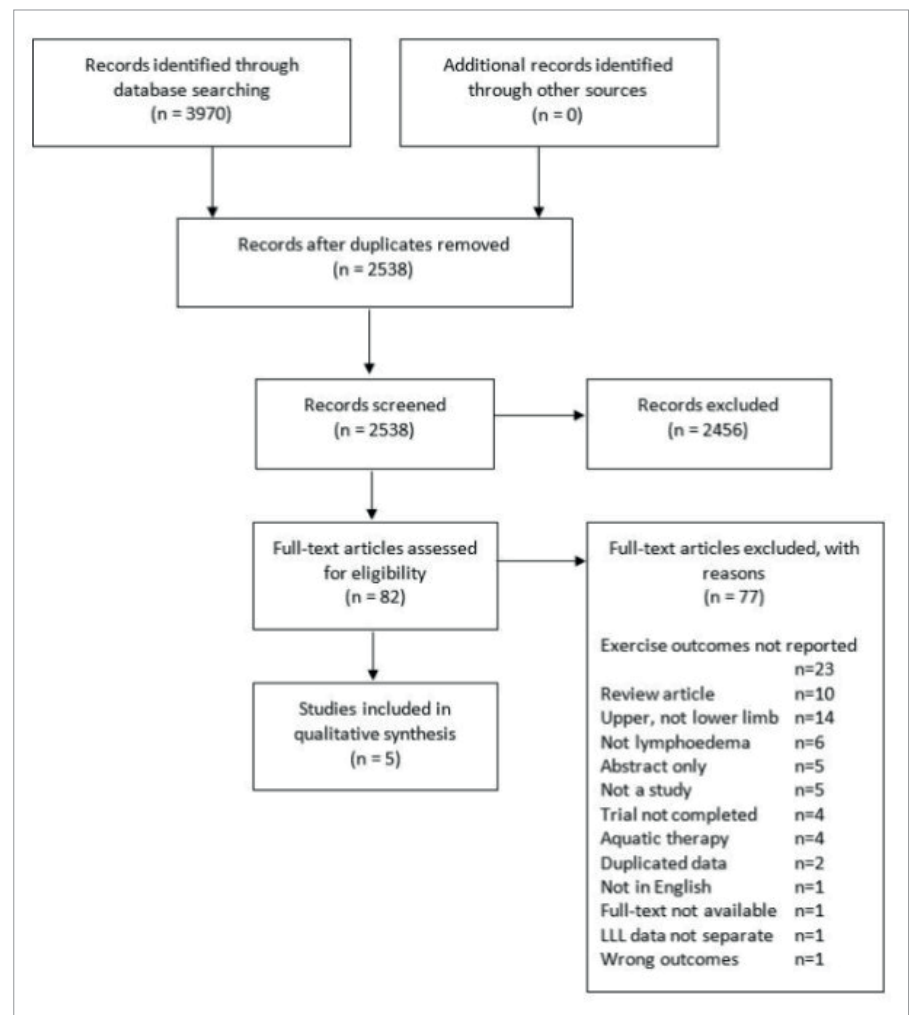 Records identified through
database searching
(n = 3970)
Additional records identified
through other sources
(n = 0)
Records after duplicates removed
(n = 2538)
Records screened
(n = 2538)
Records excluded
(n = 2456)
Full-text articles assessed
for eligibility
(n = 82)
Full-text articles excluded, with
reasons
(n = 77)
Exercise outcomes not reported
n=23
Review article n=10
Upper, not lower limb n=14
Not lymphoedema n=6
Abstract only n=5
Not a study n=5
Trial not completed n=4
Aquatic therapy n=4
Duplicated data n=2
Not in English n=1
Full-text not available n=1
LLL data not separate n=1
Wrong outcomes n=1
Studies included in
qualitative synthesis
(n = 5)